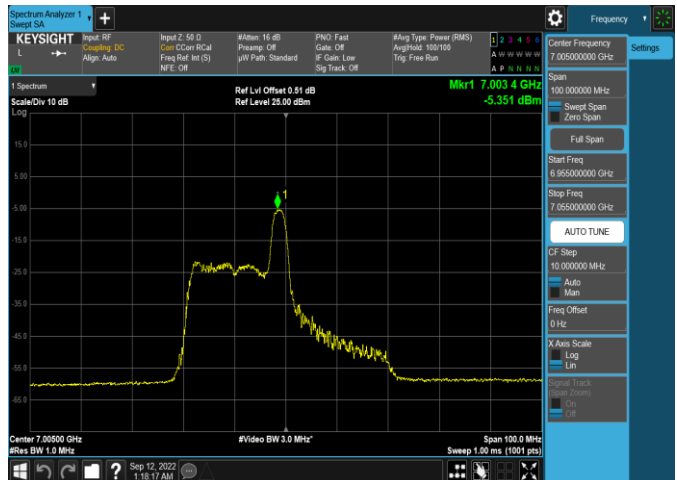 Spectrum Analyzer 1
Swept SA
Frequency
KEYSIGHT
L
Input: RF
Coupling: DC
Align: Auto
Input Z: 50 Ω
Corr CCorr RCal
Freq Ref: Int (S)
NFE: Off
#Atten: 16 dB
Preamp: Off
µW Path: Standard
PNO: Fast
Gate: Off
IF Gain: Low
Sig Track: Off
#Avg Type: Power (RMS)
Avg|Hold: 100/100
Trig: Free Run
1 2 3 4 5 6
A W W W W W
A P N N N N
1 Spectrum
Scale/Div 10 dB
Log
Ref Lvl Offset 0.51 dB
Ref Level 25.00 dBm
Mkr1 7.003 4 GHz
-5.351 dBm
15.0
5.00
-5.00
-15.0
-25.0
-35.0
-45.0
-55.0
-65.0
1
Center 7.00500 GHz
#Res BW 1.0 MHz
#Video BW 3.0 MHz*
Span 100.0 MHz
Sweep 1.00 ms (1001 pts)
Sep 12, 2022
1:18:17 AM
Center Frequency
7.005000000 GHz
Span
100.000000 MHz
Swept Span
Zero Span
Full Span
Start Freq
6.955000000 GHz
Stop Freq
7.055000000 GHz
AUTO TUNE
CF Step
10.000000 MHz
Auto
Man
Freq Offset
0 Hz
X Axis Scale
Log
Lin
Signal Track
(Span Zoom)
On
Off
Settings